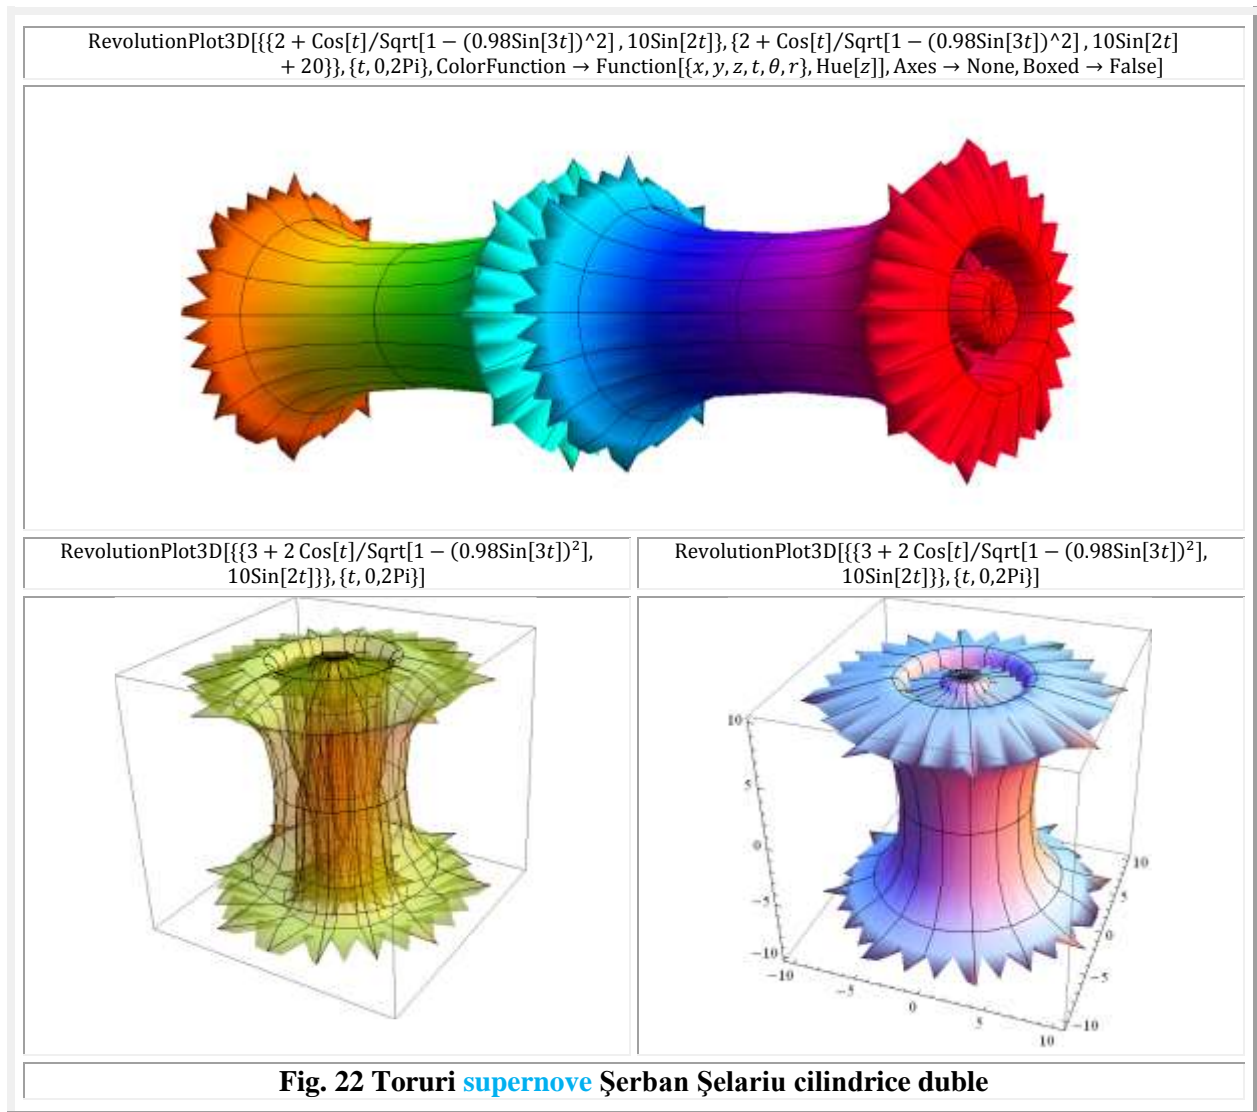 RevolutionPlot3D[{{2 + Cos[t]/Sqrt[1 − (0.98Sin[3t])^2] , 10Sin[2t]}, {2 + Cos[t]/Sqrt[1 − (0.98Sin[3t])^2] , 10Sin[2t]
+ 20}}, {t, 0,2Pi}, ColorFunction → Function[{x, y, z, t, θ, r}, Hue[z]], Axes → None, Boxed → False]
RevolutionPlot3D[{{3 + 2 Cos[t]/Sqrt[1 − (0.98Sin[3t])²],
10Sin[2t]}}, {t, 0,2Pi}]
RevolutionPlot3D[{{3 + 2 Cos[t]/Sqrt[1 − (0.98Sin[3t])²],
10Sin[2t]}}, {t, 0,2Pi}]
10
5
0
−5
−10
−10
−5
0
5
10
10
5
0
−5
−10
Fig. 22 Toruri supernove Şerban Şelariu cilindrice duble